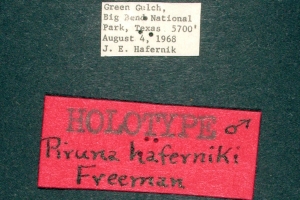 Green Gulch,
Big Bend National
Park, Texas 5700'
August 4, 1968
J. E. Hafernik
HOLOTYPE ♂
Piruna haferniki
Freeman